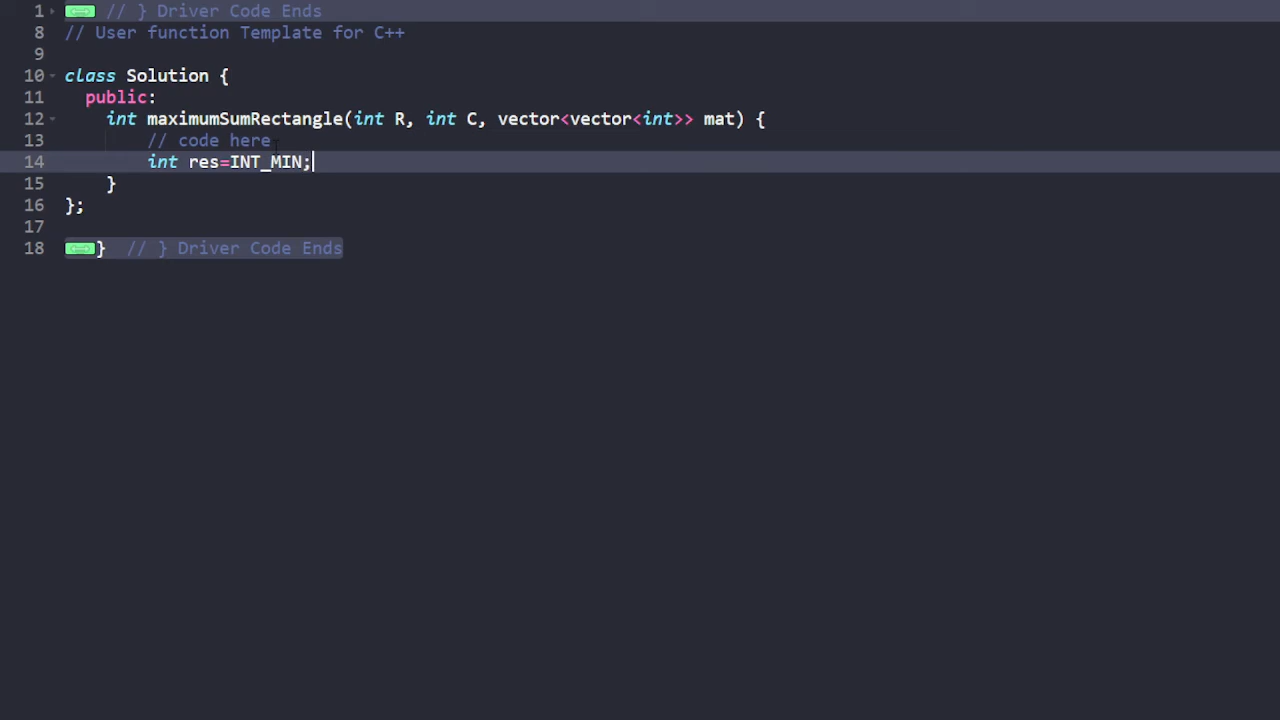 1 // } Driver Code Ends
8 // User function Template for C++
9
10 class Solution {
11 public:
12 int maximumSumRectangle(int R, int C, vector<vector<int>> mat) {
13 // code here
14 int res=INT_MIN;
15 }
16 };
17
18 } // } Driver Code Ends